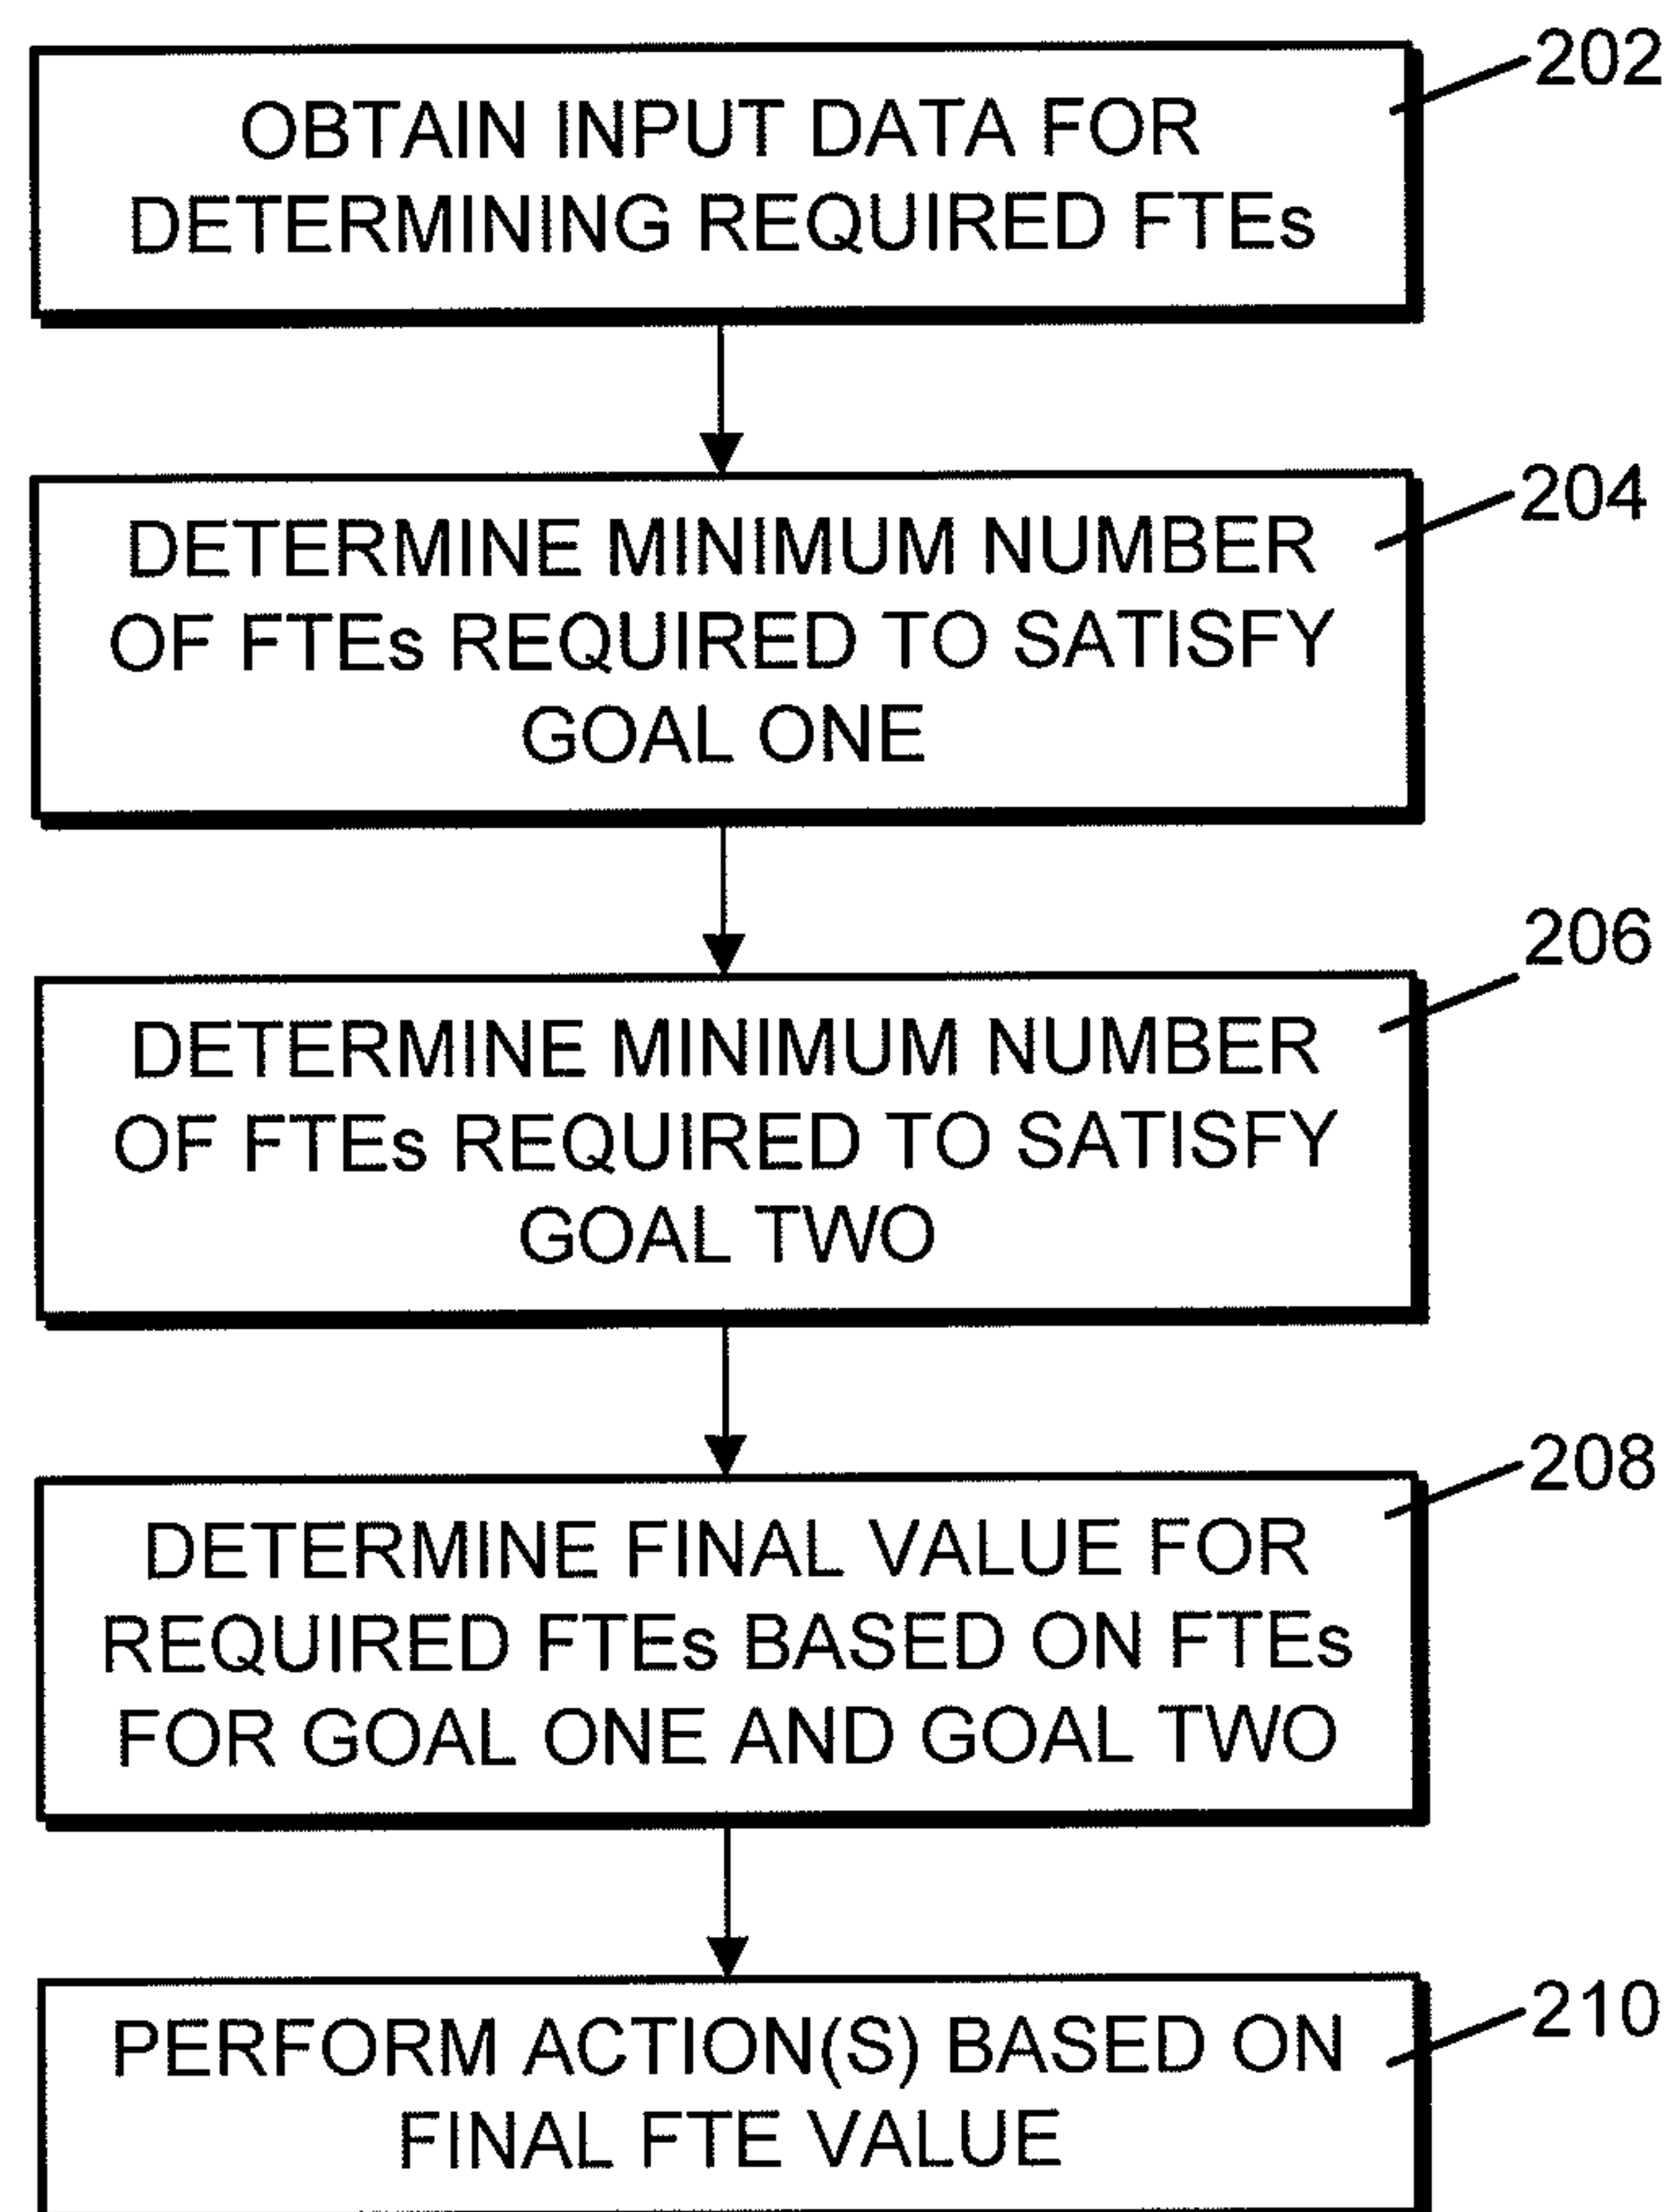 202
OBTAIN INPUT DATA FOR
DETERMINING REQUIRED FTEs
204
DETERMINE MINIMUM NUMBER
OF FTEs REQUIRED TO SATISFY
GOAL ONE
206
DETERMINE MINIMUM NUMBER
OF FTEs REQUIRED TO SATISFY
GOAL TWO
208
DETERMINE FINAL VALUE FOR
REQUIRED FTEs BASED ON FTEs
FOR GOAL ONE AND GOAL TWO
210
PERFORM ACTION(S) BASED ON
FINAL FTE VALUE